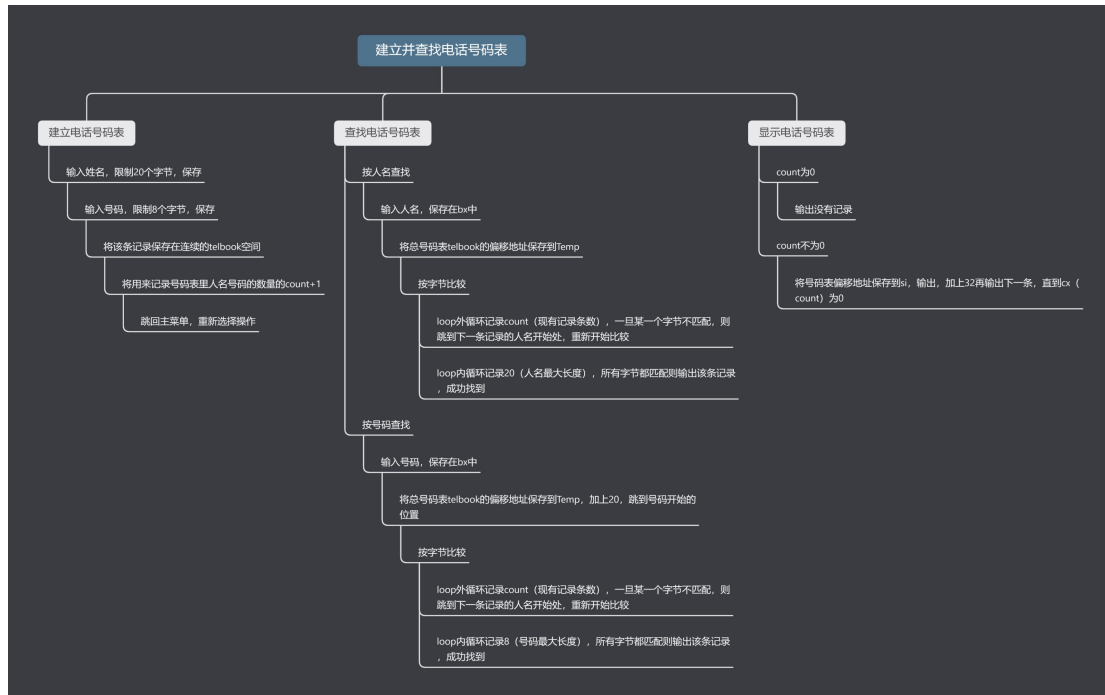 建立并查找电话号码表
建立电话号码表
输入姓名，限制20个字节，保存
输入号码，限制8个字节，保存
将该条记录保存在连续的telbook空间
将用来记录号码表里人名号码的数量的count+1
跳回主菜单，重新选择操作
查找电话号码表
按人名查找
输入人名，保存在bx中
将总号码表telbook的偏移地址保存到Temp
按字节比较
loop外循环记录count（现有记录条数），一旦某一个字节不匹配，则
跳到下一条记录的人名开始处，重新开始比较
loop内循环记录20（人名最大长度），所有字节都匹配则输出该条记录
，成功找到
按号码查找
输入号码，保存在bx中
将总号码表telbook的偏移地址保存到Temp，加上20，跳到号码开始的
位置
按字节比较
loop外循环记录count（现有记录条数），一旦某一个字节不匹配，则
跳到下一条记录的人名开始处，重新开始比较
loop内循环记录8（号码最大长度），所有字节都匹配则输出该条记录
，成功找到
显示电话号码表
count为0
输出没有记录
count不为0
将号码表偏移地址保存到si，输出，加上32再输出下一条，直到cx（
count）为0